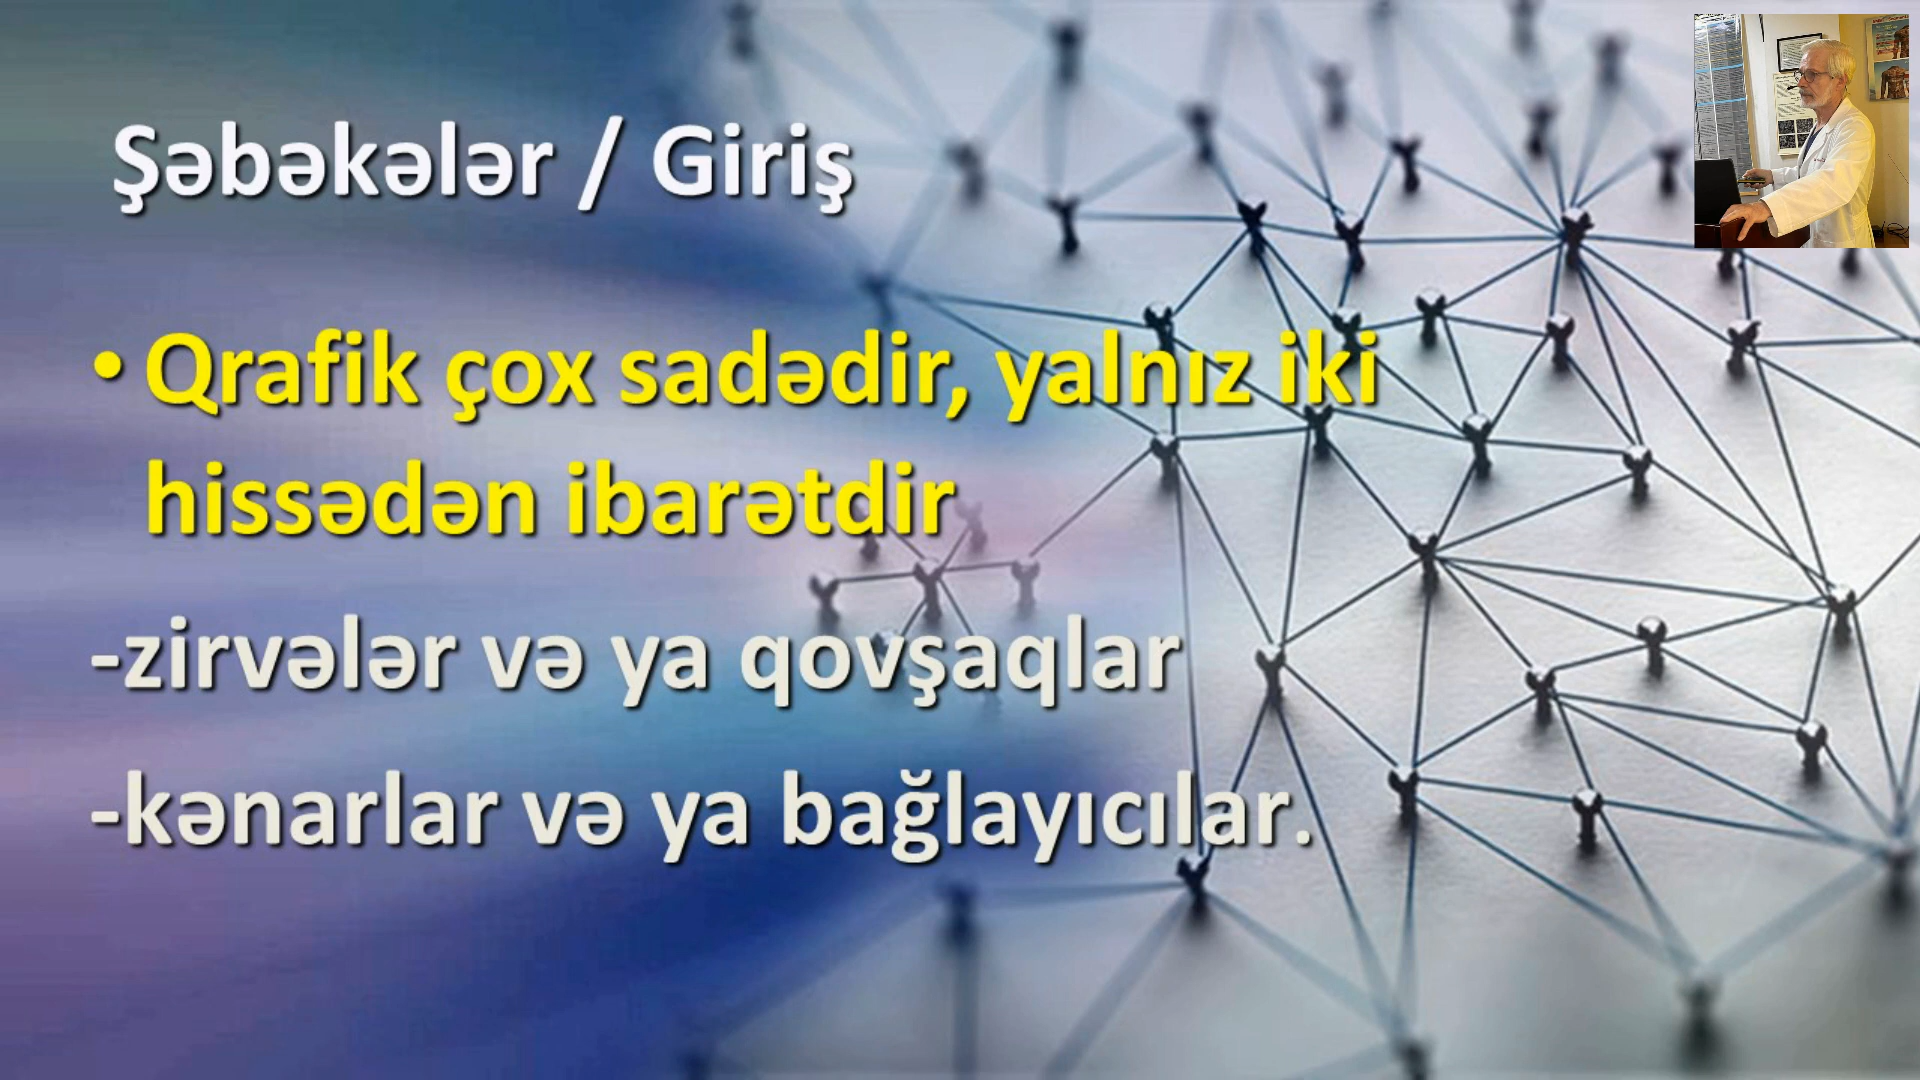 Şəbəkələr / Giriş
• Qrafik çox sadədir, yalnız iki
hissədən ibarətdir
-zirvələr və ya qovşaqlar
-kənarlar və ya bağlayıcılar.